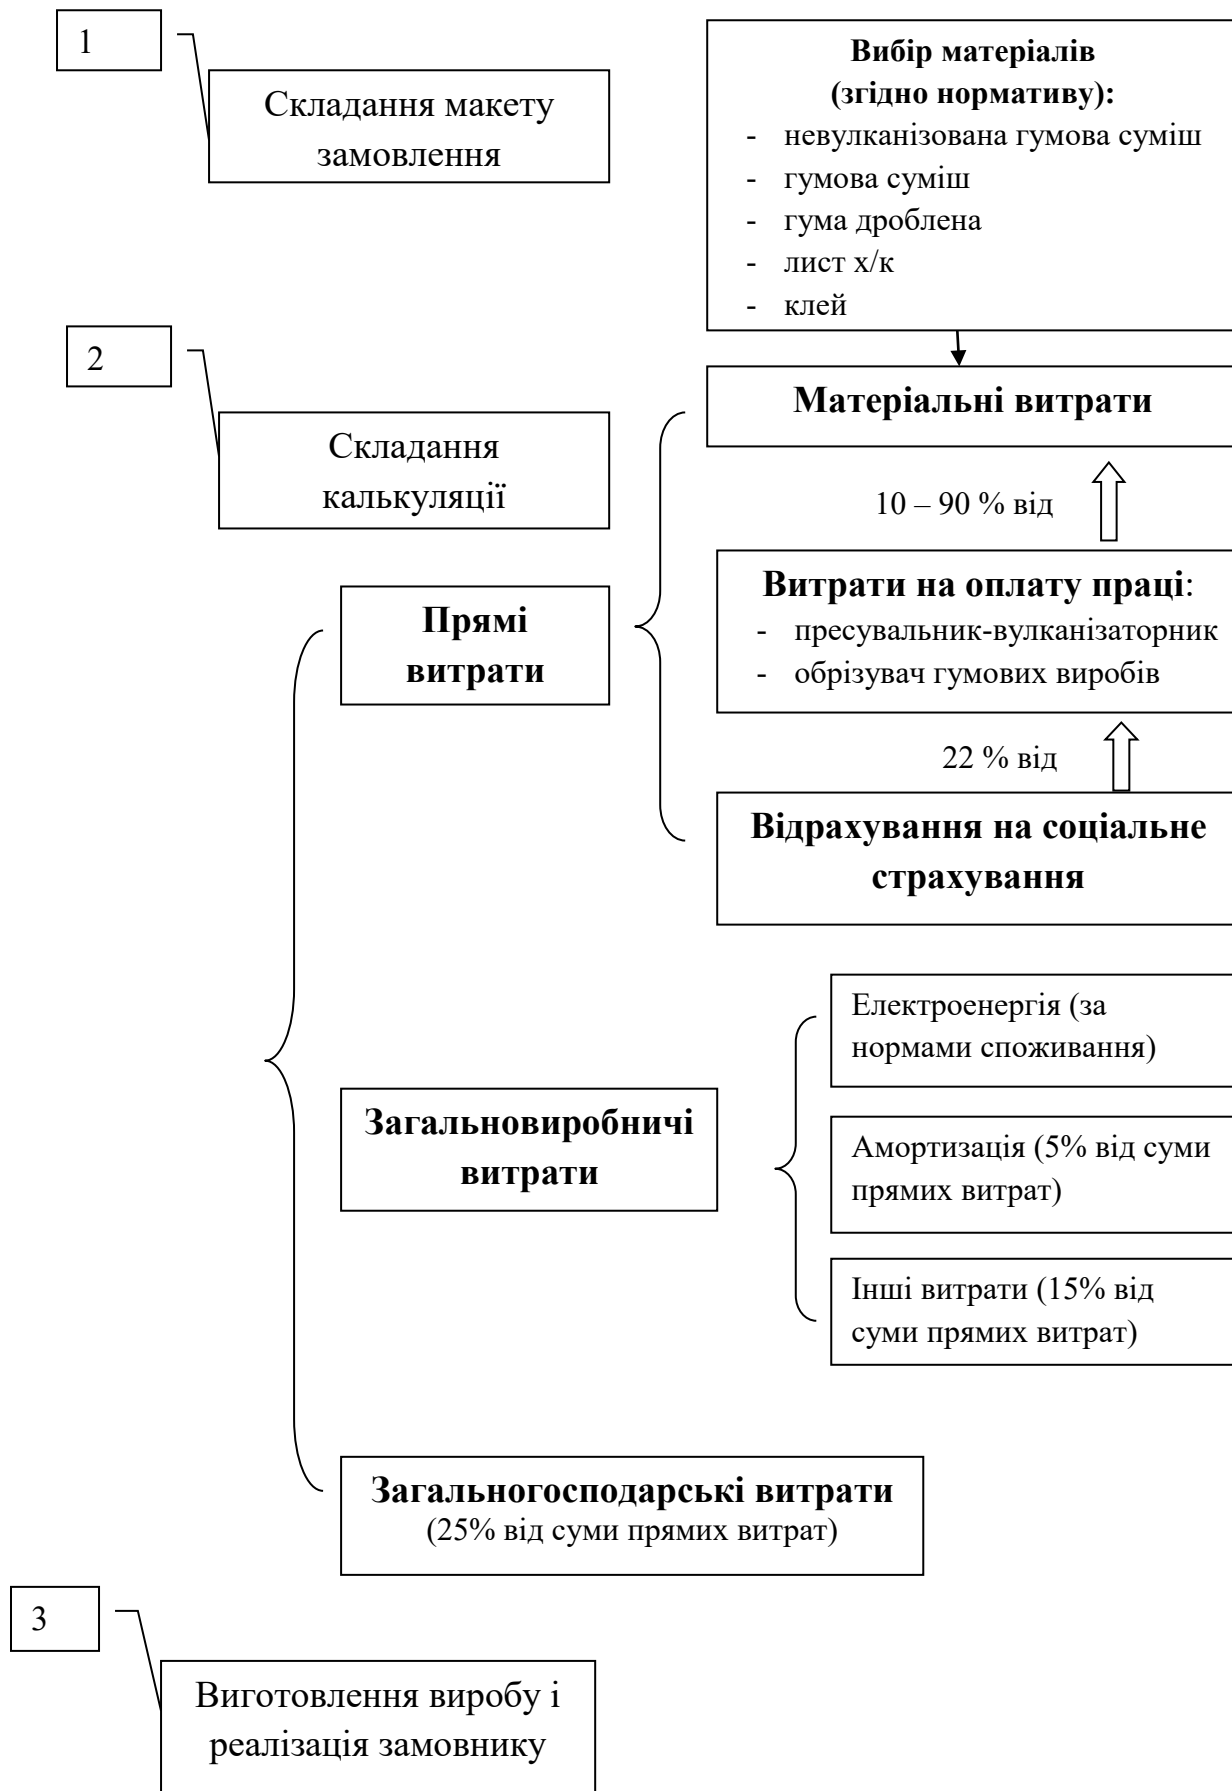 1
Складання макету
замовлення
Вибір матеріалів
(згідно нормативу):
- невулканізована гумова суміш
- гумова суміш
- гума дроблена
- лист х/к
- клей
2
Складання
калькуляції
Матеріальні витрати
10 – 90 % від
Прямі
витрати
Витрати на оплату праці:
- пресувальник-вулканізаторник
- обрізувач гумових виробів
22 % від
Відрахування на соціальне
страхування
Загальновиробничі
витрати
Електроенергія (за
нормами споживання)
Амортизація (5% від суми
прямих витрат)
Інші витрати (15% від
суми прямих витрат)
Загальногосподарські витрати
(25% від суми прямих витрат)
3
Виготовлення виробу і
реалізація замовнику